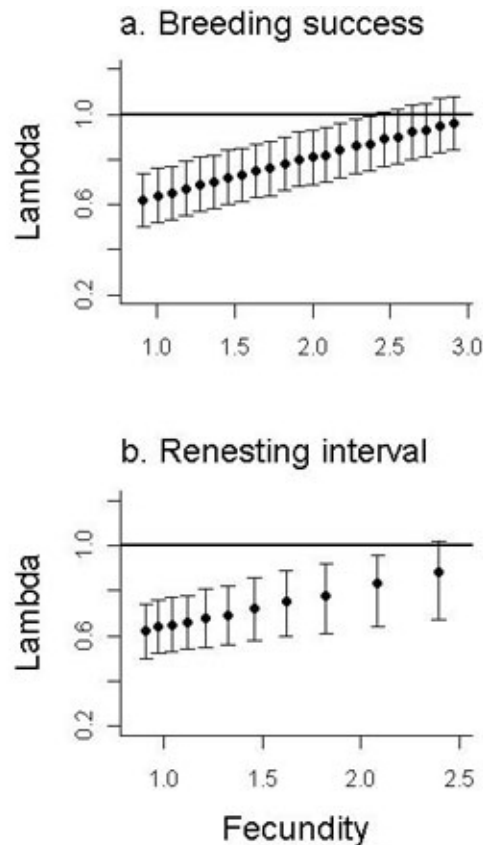 a. Breeding success
Lambda
1.0
0.6
0.2
1.0 1.5 2.0 2.5 3.0
b. Renesting interval
Lambda
1.0
0.6
0.2
1.0 1.5 2.0 2.5
Fecundity